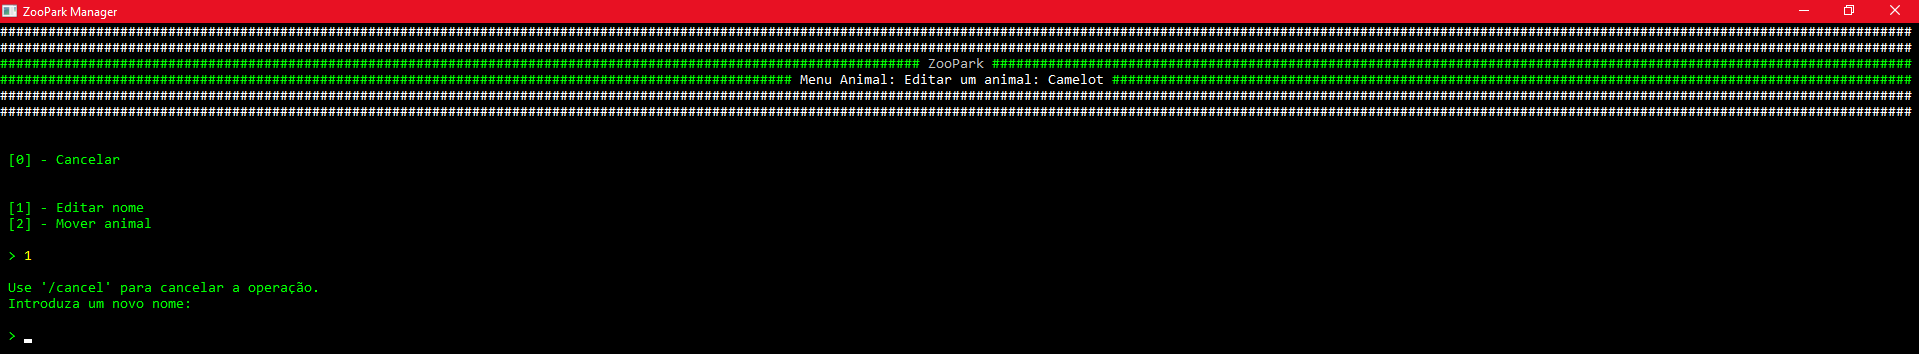 ZooPark Manager
###############################################################################################################################################################################################################################################
###############################################################################################################################################################################################################################################
################################################################################################################### ZooPark ###################################################################################################################
################################################################################################### Menu Animal: Editar um animal: Camelot ####################################################################################################
###############################################################################################################################################################################################################################################
###############################################################################################################################################################################################################################################
[0] - Cancelar
[1] - Editar nome
[2] - Mover animal
> 1
Use '/cancel' para cancelar a operação.
Introduza um novo nome:
>